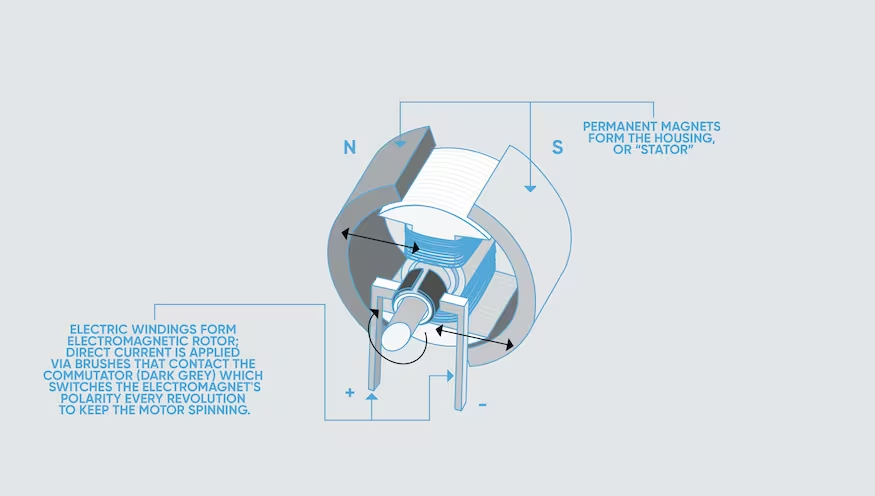 N
S
PERMANENT MAGNETS
FORM THE HOUSING,
OR “STATOR”
ELECTRIC WINDINGS FORM
ELECTROMAGNETIC ROTOR;
DIRECT CURRENT IS APPLIED
VIA BRUSHES THAT CONTACT THE
COMMUTATOR (DARK GREY) WHICH
SWITCHES THE ELECTROMAGNET'S
POLARITY EVERY REVOLUTION
TO KEEP THE MOTOR SPINNING.
+
-